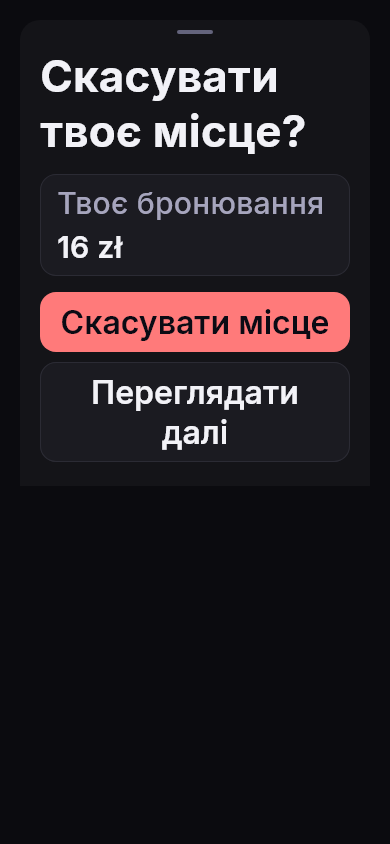 Скасувати
твоє місце?
Твоє бронювання
16 zł
Скасувати місце
Переглядати
далі